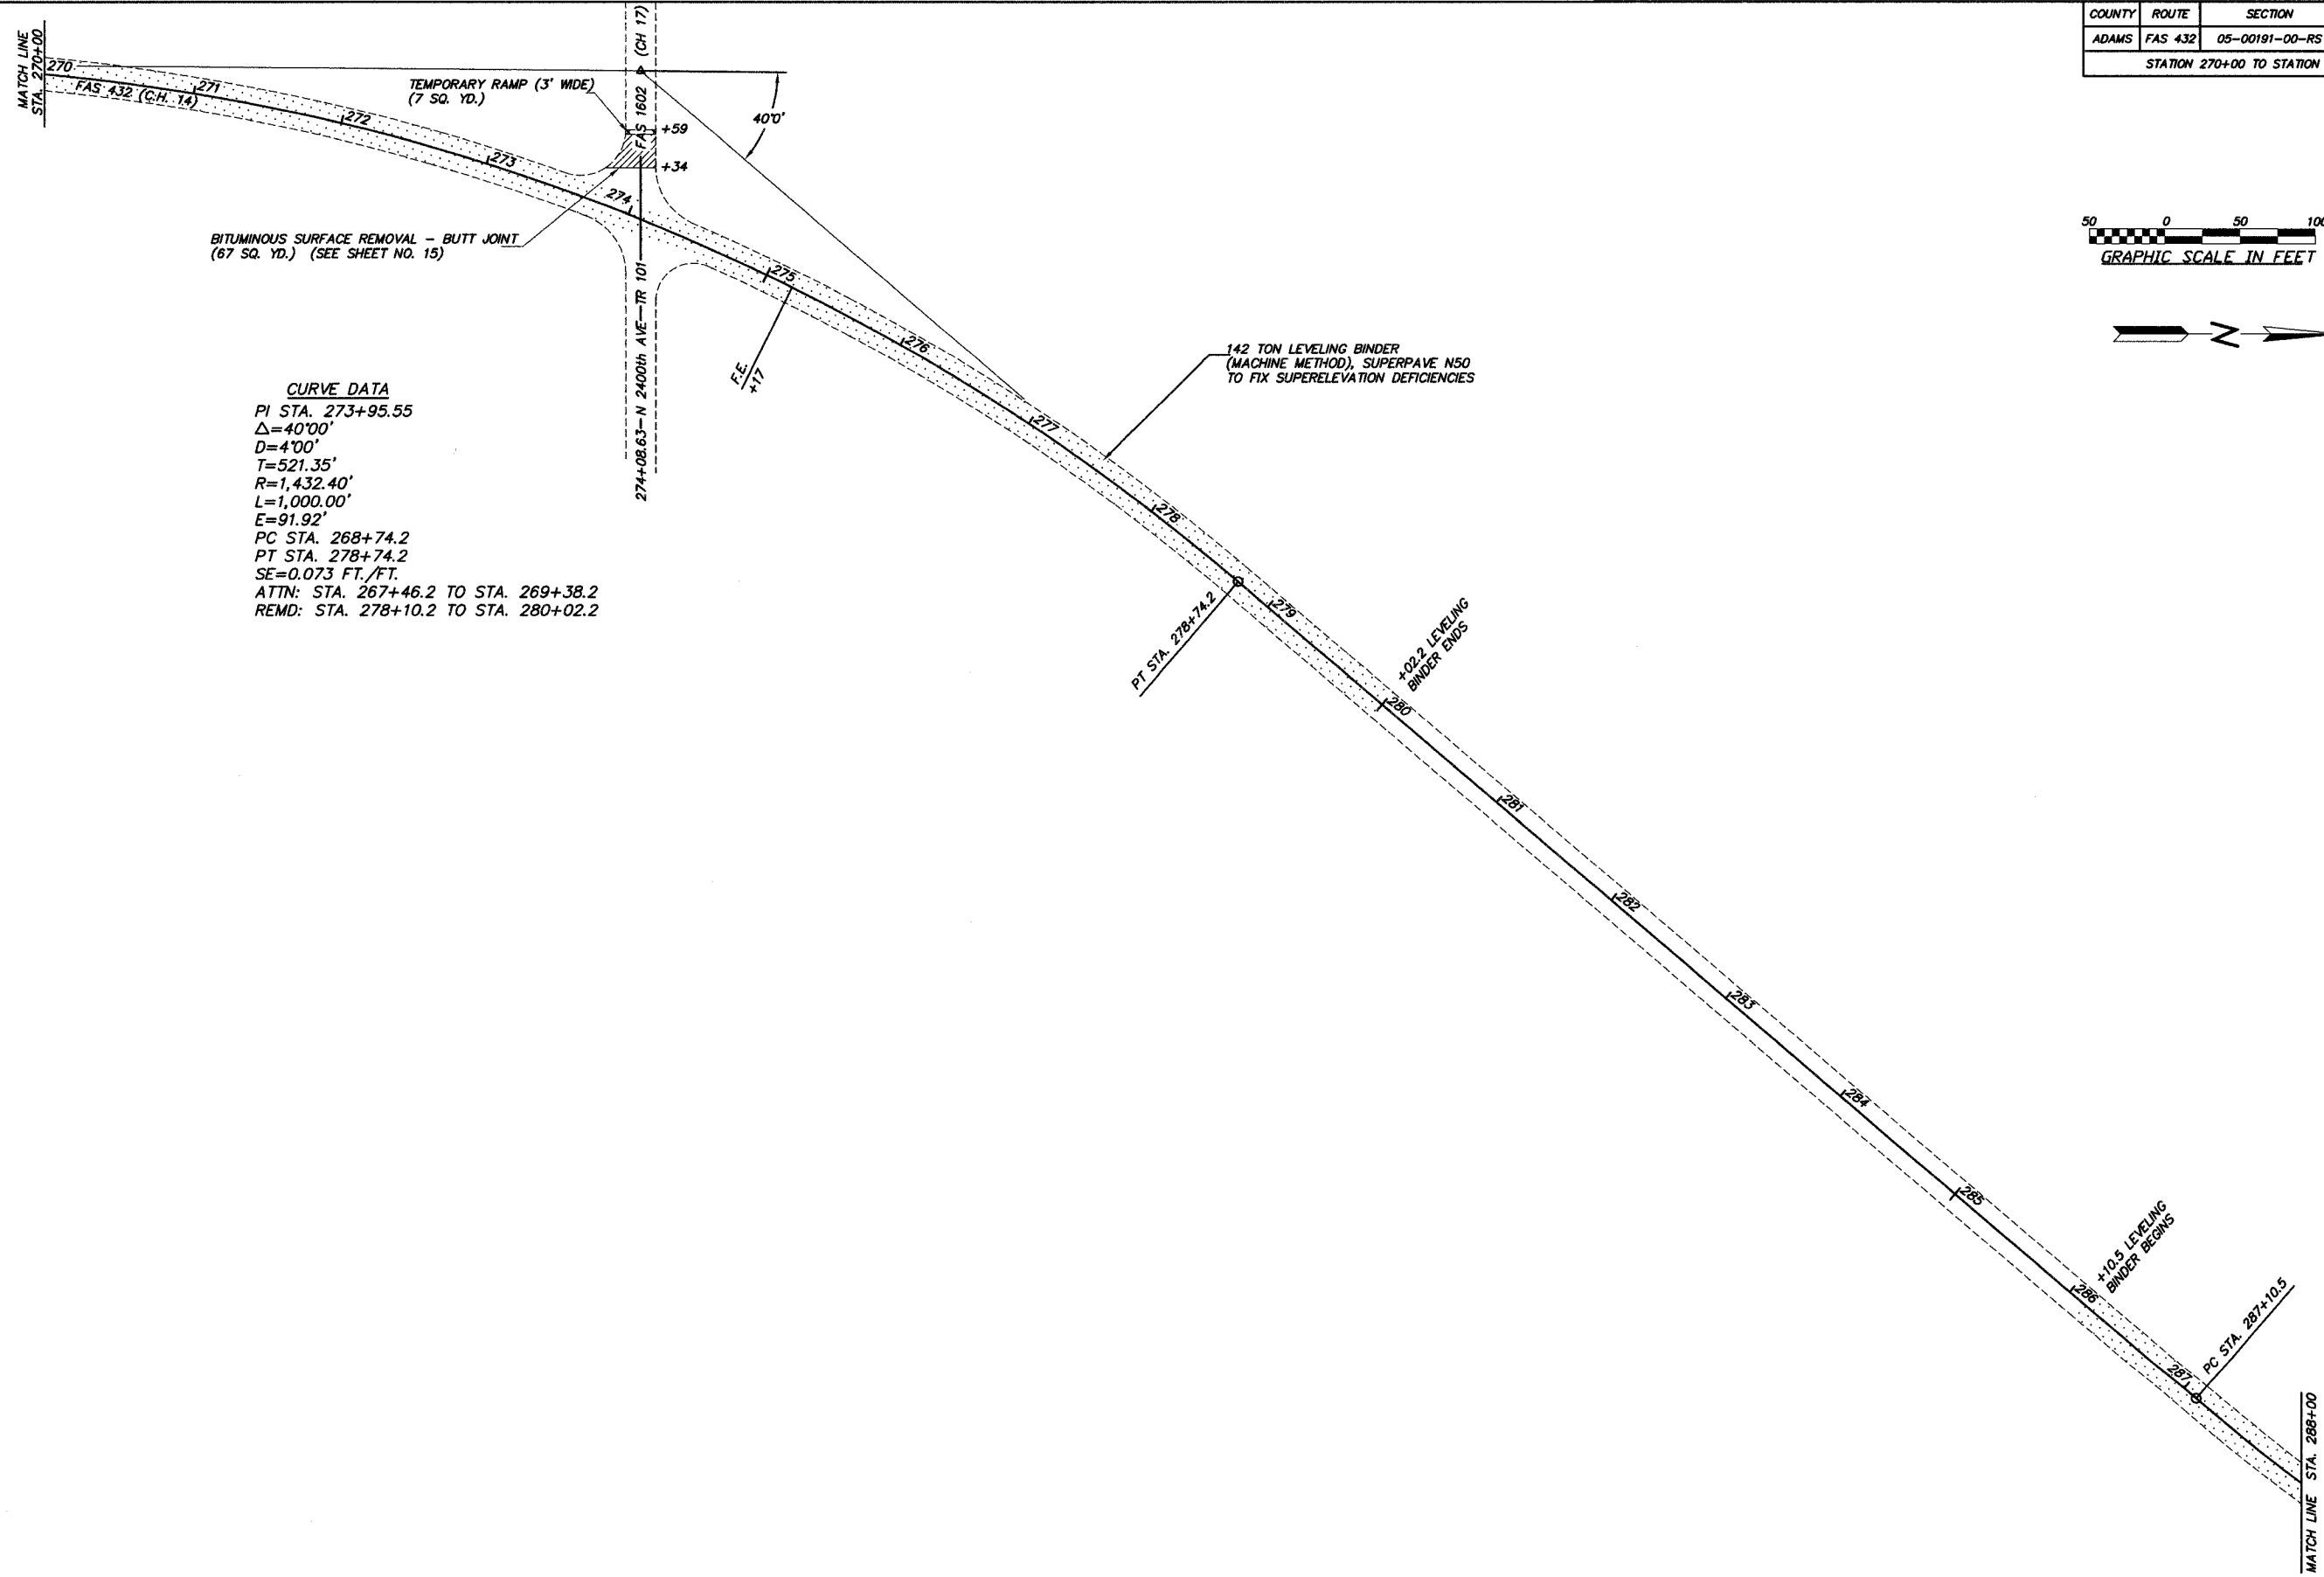 COUNTY ROUTE SECTION
ADAMS FAS 432 05-00191-00-RS
STATION 270+00 TO STATION
MATCH LINE
STA. 270+00
270
FAS 432 (C.H. 14)
271
272
273
274
275
276
277
278
279
280
281
282
283
284
285
286
287
TEMPORARY RAMP (3' WIDE)
(7 SQ. YD.)
FAS 1602 (CH 17)
+59
+34
40°0'
BITUMINOUS SURFACE REMOVAL - BUTT JOINT
(67 SQ. YD.) (SEE SHEET NO. 15)
274+08.63—N 2400th AVE—TR 101
F.E.
+17
50 0 50 100
GRAPHIC SCALE IN FEET
N
142 TON LEVELING BINDER
(MACHINE METHOD), SUPERPAVE N50
TO FIX SUPERELEVATION DEFICIENCIES
CURVE DATA
PI STA. 273+95.55
Δ=40°00'
D=4°00'
T=521.35'
R=1,432.40'
L=1,000.00'
E=91.92'
PC STA. 268+74.2
PT STA. 278+74.2
SE=0.073 FT./FT.
ATTN: STA. 267+46.2 TO STA. 269+38.2
REMD: STA. 278+10.2 TO STA. 280+02.2
PT STA. 278+74.2
+02.2 LEVELING
BINDER ENDS
+10.5 LEVELING
BINDER BEGINS
PC STA. 287+10.5
MATCH LINE STA. 288+00